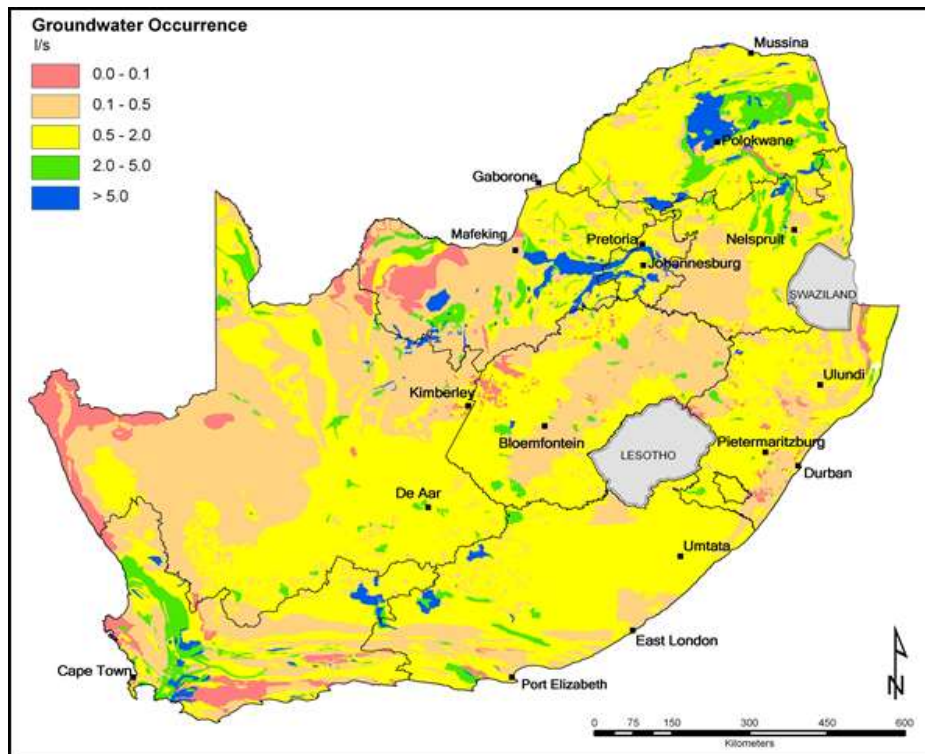 Groundwater Occurrence
l/s
0.0 - 0.1
0.1 - 0.5
0.5 - 2.0
2.0 - 5.0
> 5.0
Mussina
Polokwane
Gaborone
Mafeking
Pretoria
Nelspruit
Johannesburg
SWAZILAND
Ulundi
Kimberley
Bloemfontein
LESOTHO
Pietermaritzburg
Durban
De Aar
Umtata
East London
Cape Town
Port Elizabeth
N
0 75 150 300 450 600
Kilometers